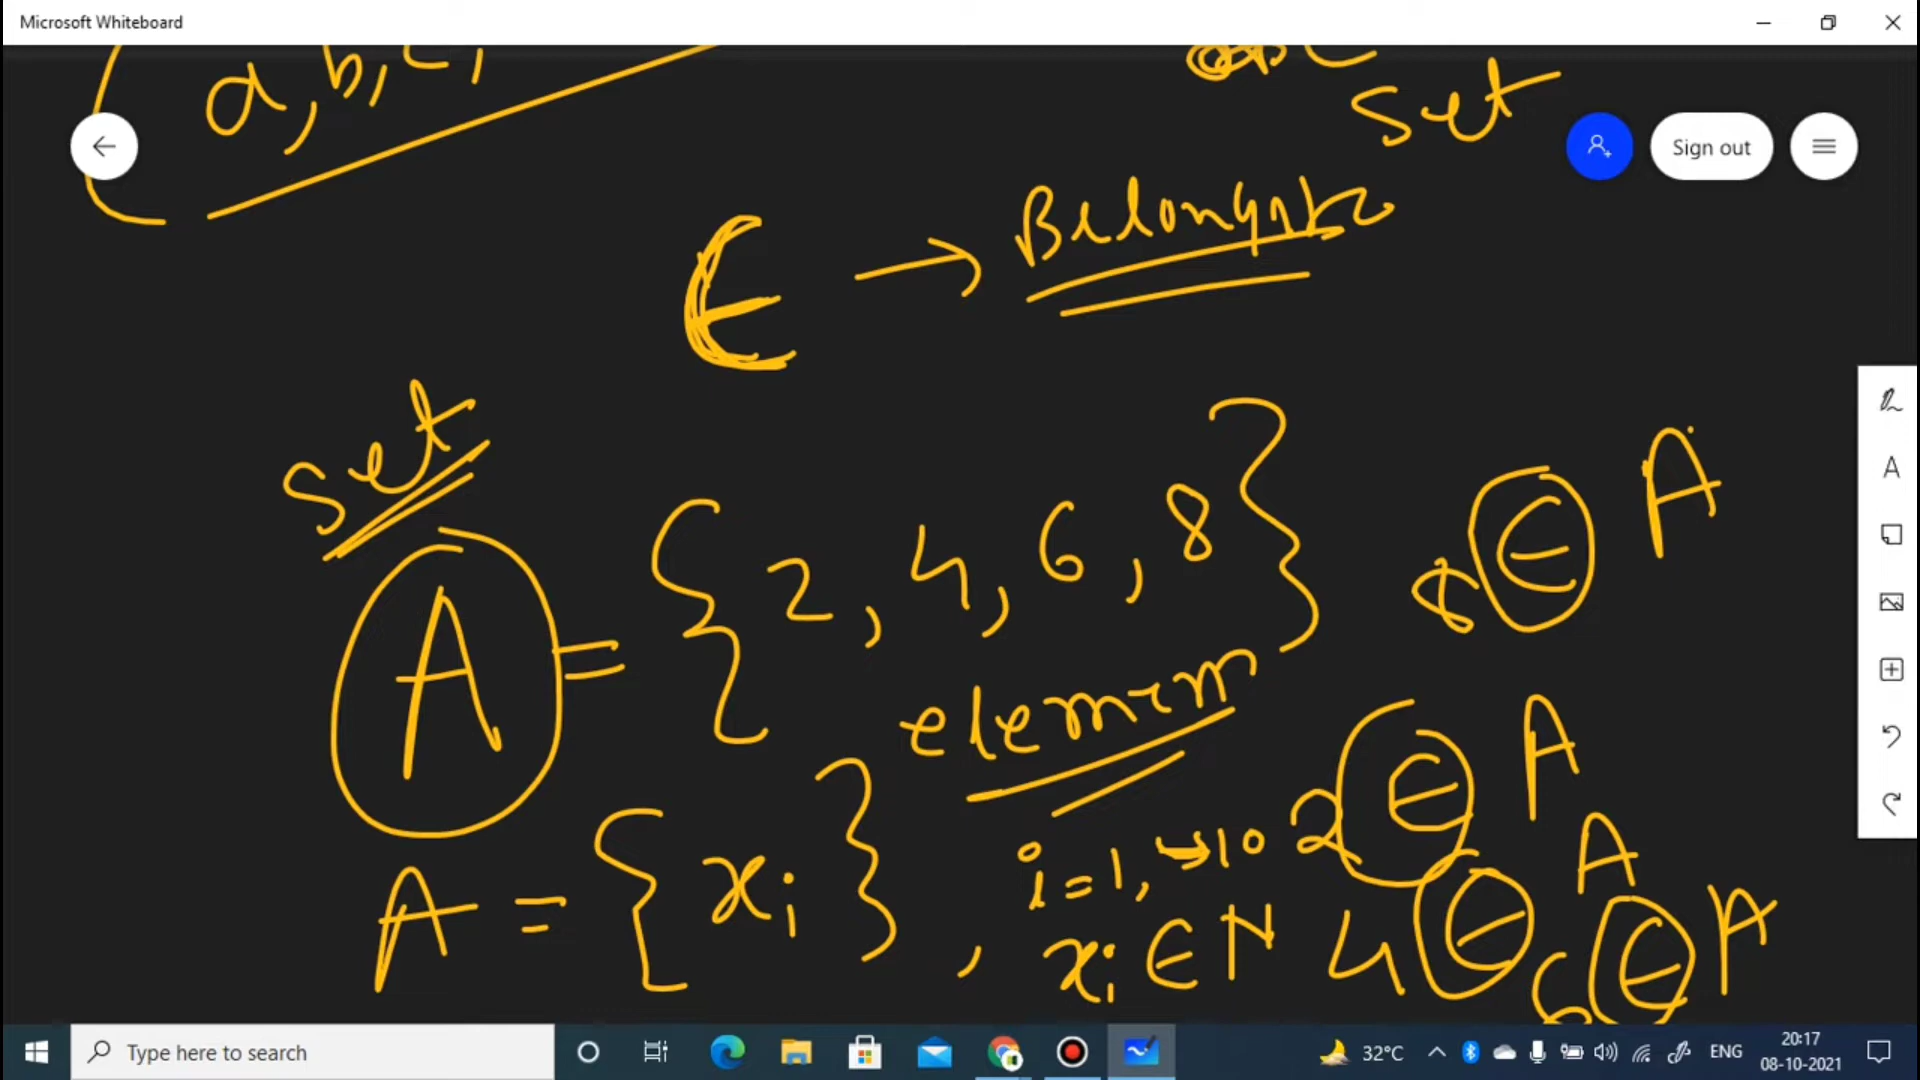 Microsoft Whiteboard
a, b, c,
set
Sign out
∈ → Belongs to
set
A = { 2, 4, 6, 8 }
8 ∈ A
element
2 ∈ A
A = { xi } , i = 1, → 10
xi ∈ N
4 ∈ A
6 ∈ A
Type here to search
32°C
ENG
20:17
08-10-2021